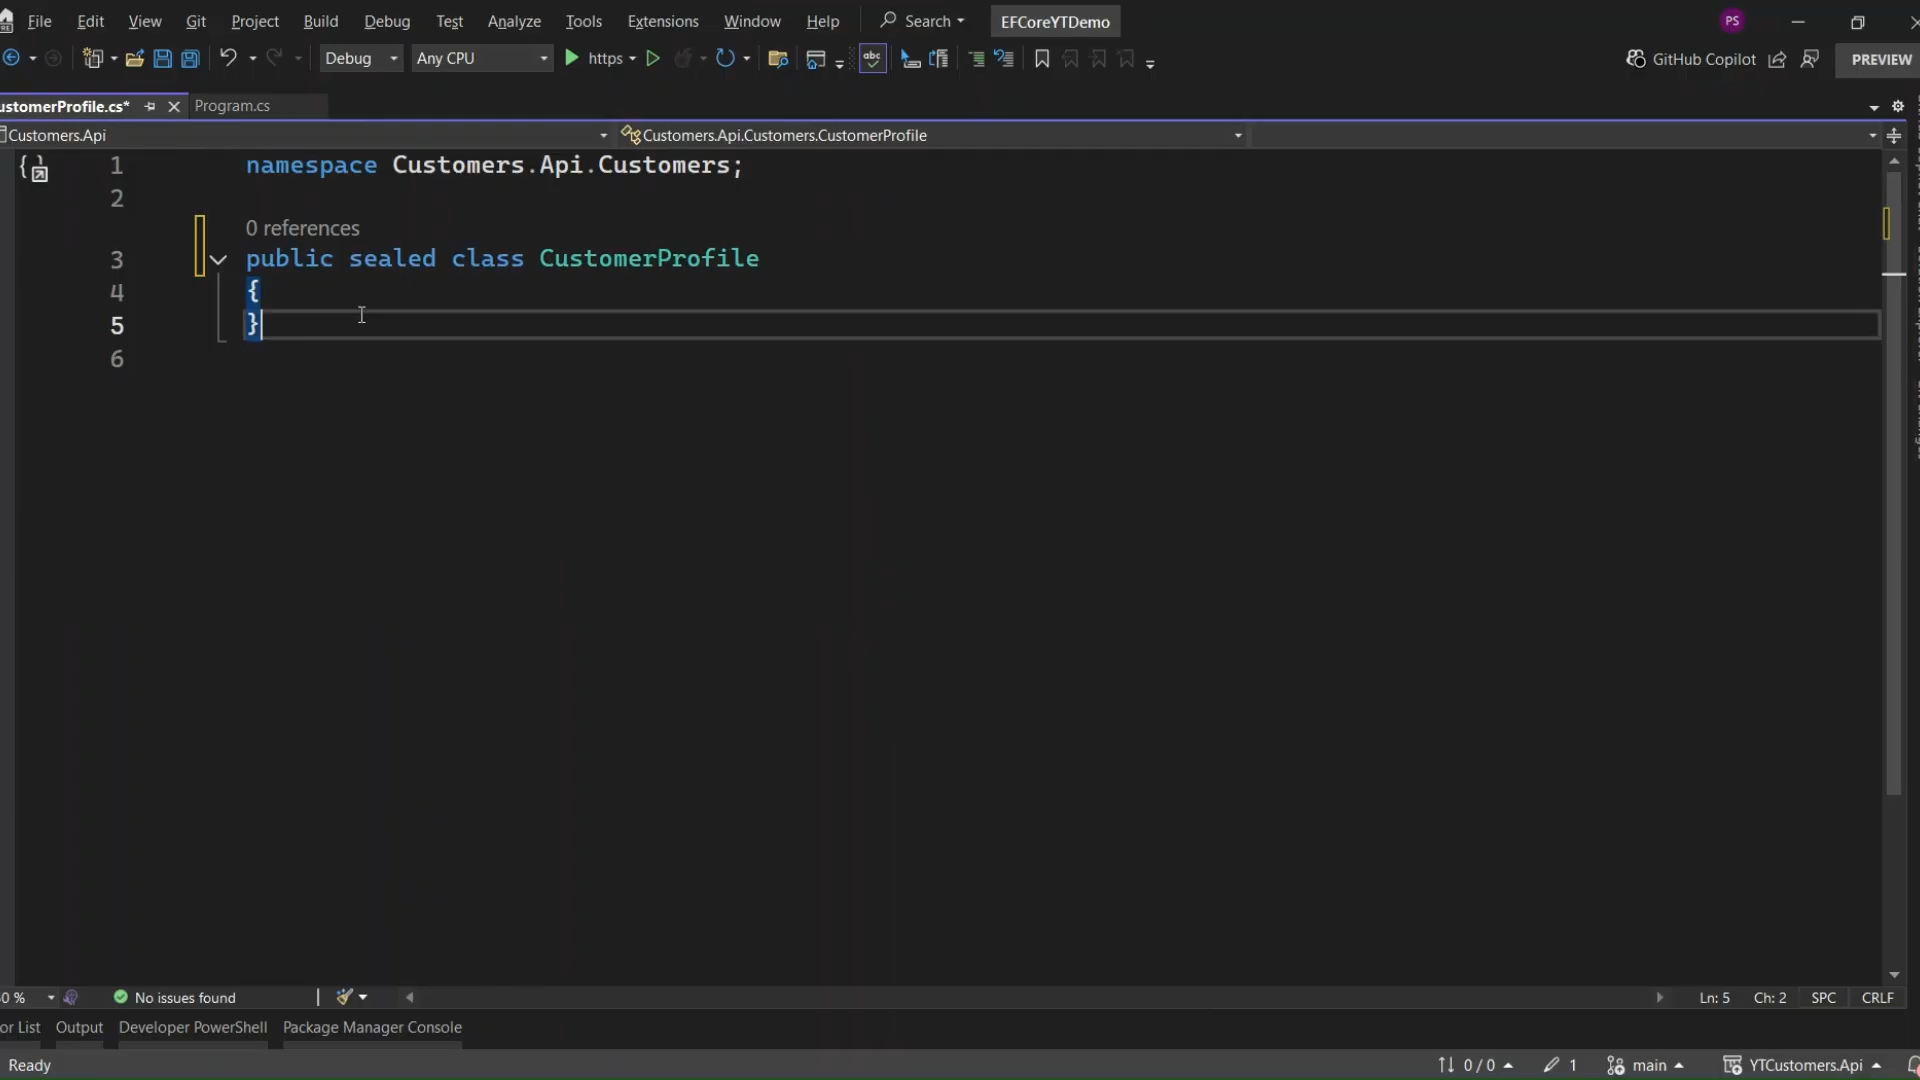 File Edit View Git Project Build Debug Test Analyze Tools Extensions Window Help Search EFCoreYTDemo PS
Debug Any CPU https abc GitHub Copilot PREVIEW
ustomerProfile.cs* Program.cs
Customers.Api Customers.Api.Customers.CustomerProfile
1 namespace Customers.Api.Customers;
2
0 references
3 public sealed class CustomerProfile
4 {
5 }
6
0 % No issues found Ln: 5 Ch: 2 SPC CRLF
or List Output Developer PowerShell Package Manager Console
Ready 0 / 0 1 main YTCustomers.Api